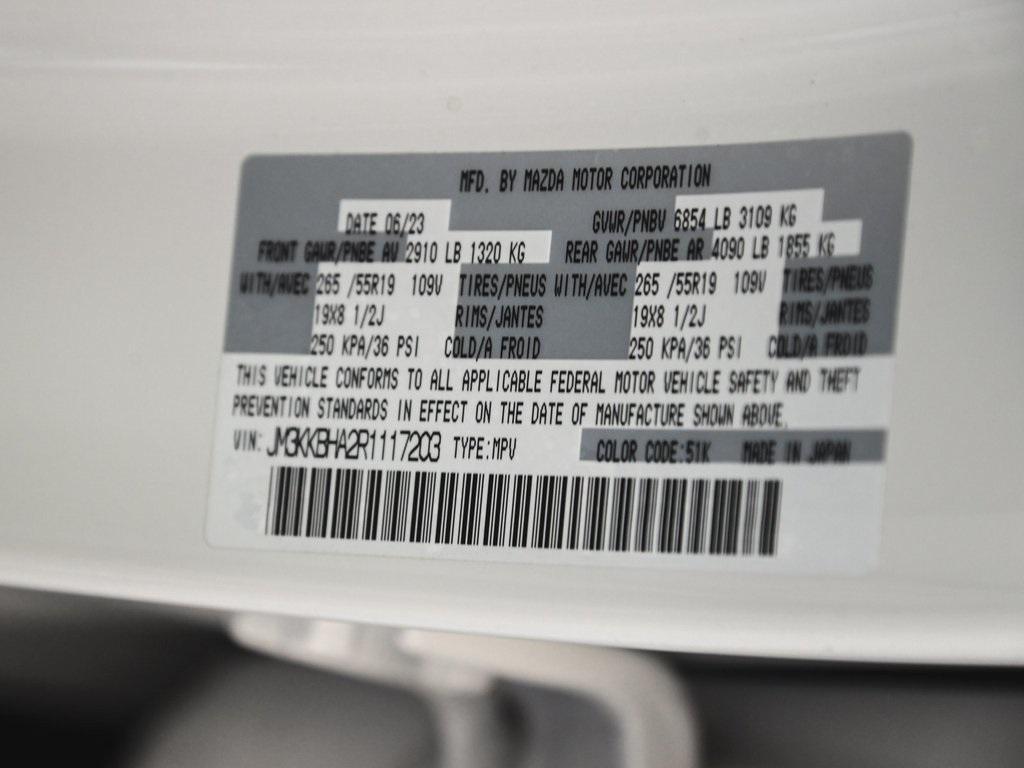 MFD. BY MAZDA MOTOR CORPORATION
DATE 06/23 GVWR/PNBV 6854 LB 3109 KG
FRONT GAWR/PNBE AV 2910 LB 1320 KG REAR GAWR/PNBE AR 4090 LB 1855 KG
WITH/AVEC 265 /55R19 109V TIRES/PNEUS WITH/AVEC 265 /55R19 109V TIRES/PNEUS
19X8 1/2J RIMS/JANTES 19X8 1/2J RIMS/JANTES
250 KPA/36 PSI COLD/A FROID 250 KPA/36 PSI COLD/A FROID
THIS VEHICLE CONFORMS TO ALL APPLICABLE FEDERAL MOTOR VEHICLE SAFETY AND THEFT
PREVENTION STANDARDS IN EFFECT ON THE DATE OF MANUFACTURE SHOWN ABOVE.
VIN: JM3KKBHA2R1117203 TYPE:MPV COLOR CODE:51K MADE IN JAPAN